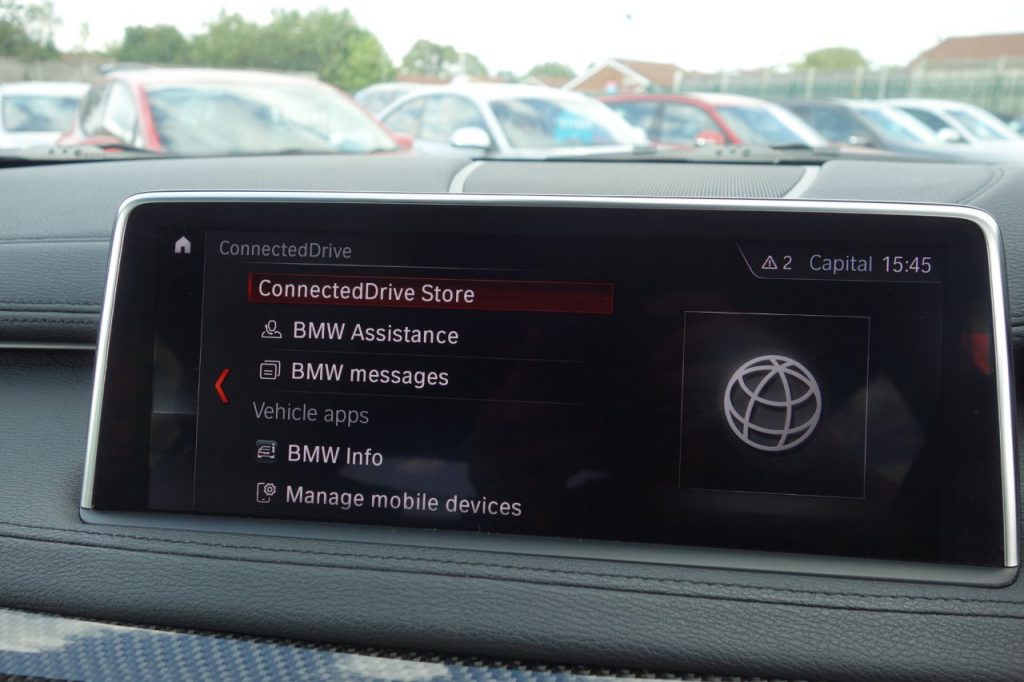 ConnectedDrive
2 Capital 15:45
ConnectedDrive Store
BMW Assistance
BMW messages
Vehicle apps
BMW Info
Manage mobile devices